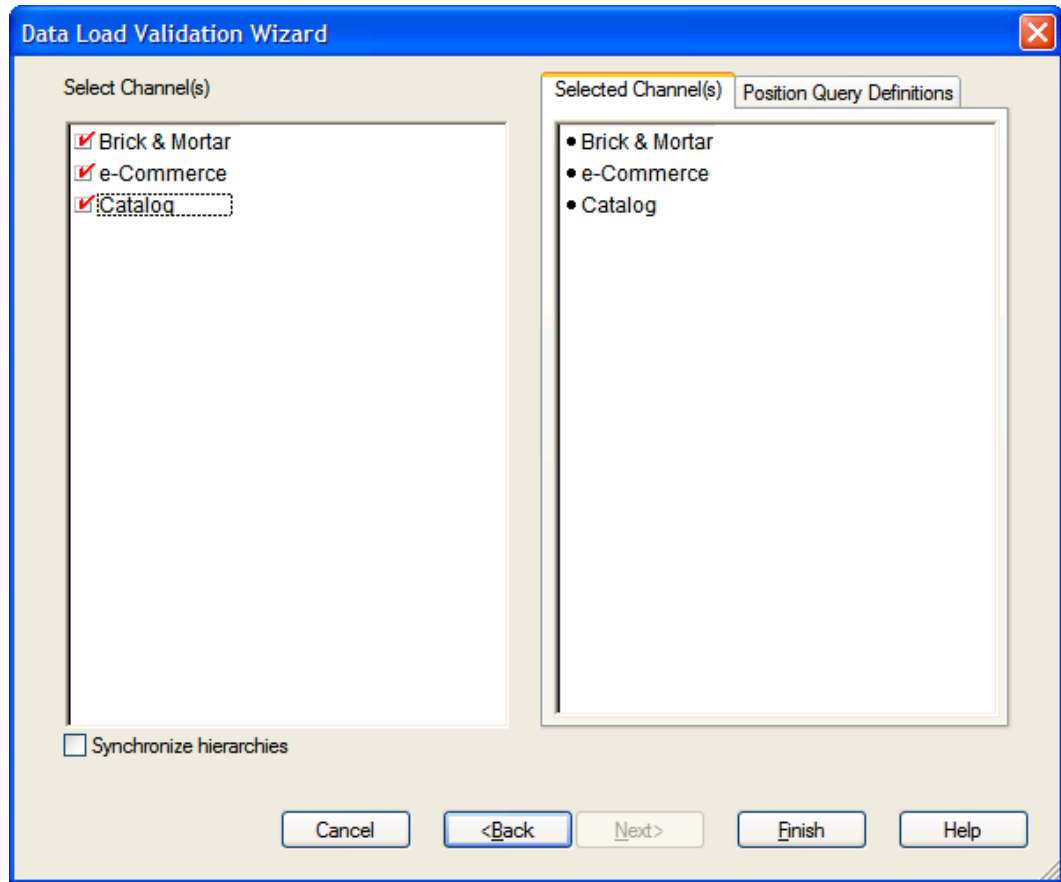 Data Load Validation Wizard
Select Channel(s)
Brick & Mortar
e-Commerce
Catalog
Synchronize hierarchies
Selected Channel(s)
Position Query Definitions
• Brick & Mortar
• e-Commerce
• Catalog
Cancel
<Back
Next>
Finish
Help